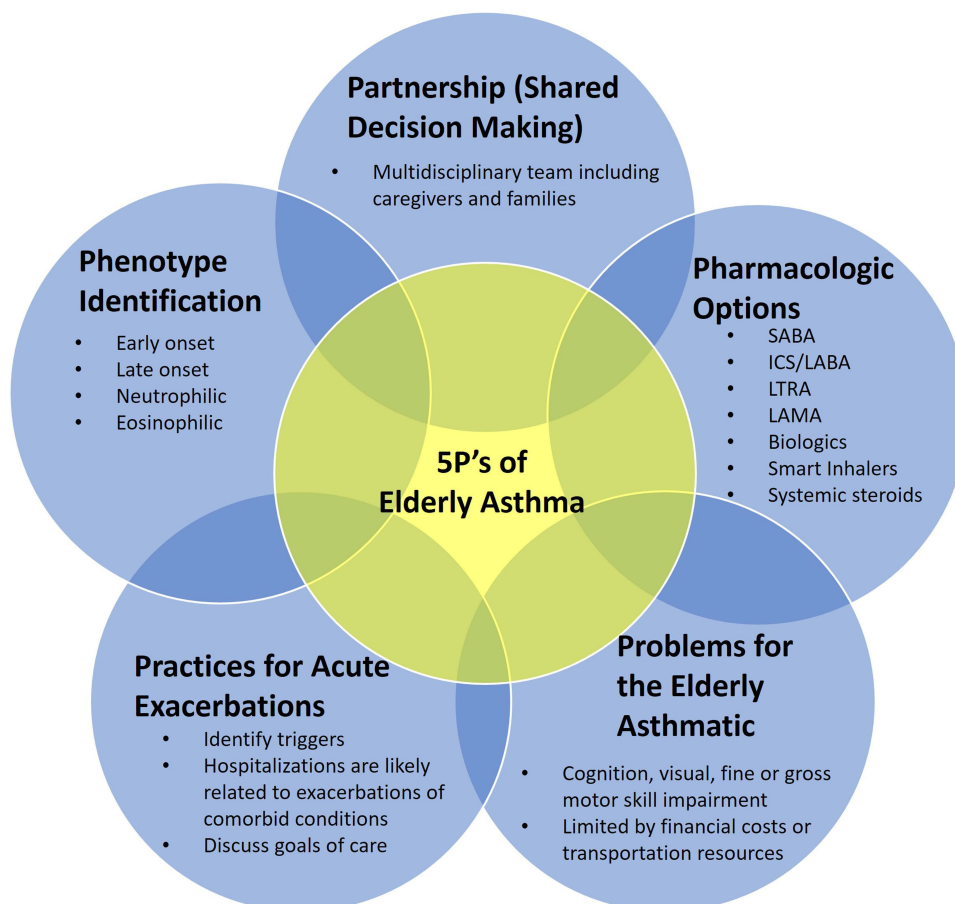 Partnership (Shared
Decision Making)
• Multidisciplinary team including
caregivers and families
Phenotype
Identification
• Early onset
• Late onset
• Neutrophilic
• Eosinophilic
Pharmacologic
Options
• SABA
• ICS/LABA
• LTRA
• LAMA
• Biologics
• Smart Inhalers
• Systemic steroids
5P’s of
Elderly Asthma
Practices for Acute
Exacerbations
• Identify triggers
• Hospitalizations are likely
related to exacerbations of
comorbid conditions
• Discuss goals of care
Problems for
the Elderly
Asthmatic
• Cognition, visual, fine or gross
motor skill impairment
• Limited by financial costs or
transportation resources